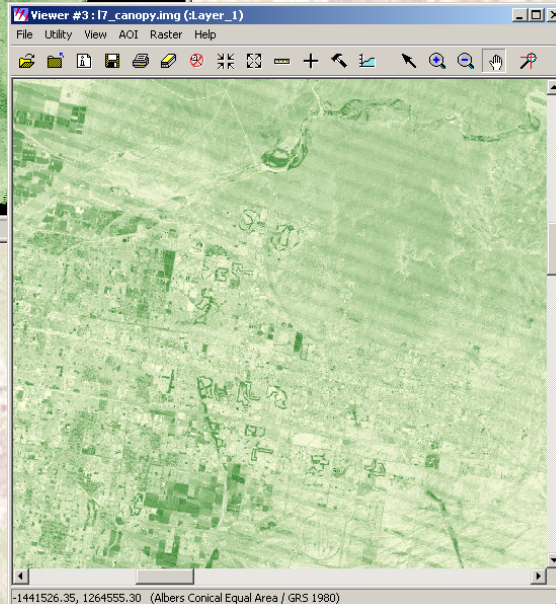 Viewer #3 : l7_canopy.img (:Layer_1)
File Utility View AOI Raster Help
-1441526.35, 1264555.30 (Albers Conical Equal Area / GRS 1980)